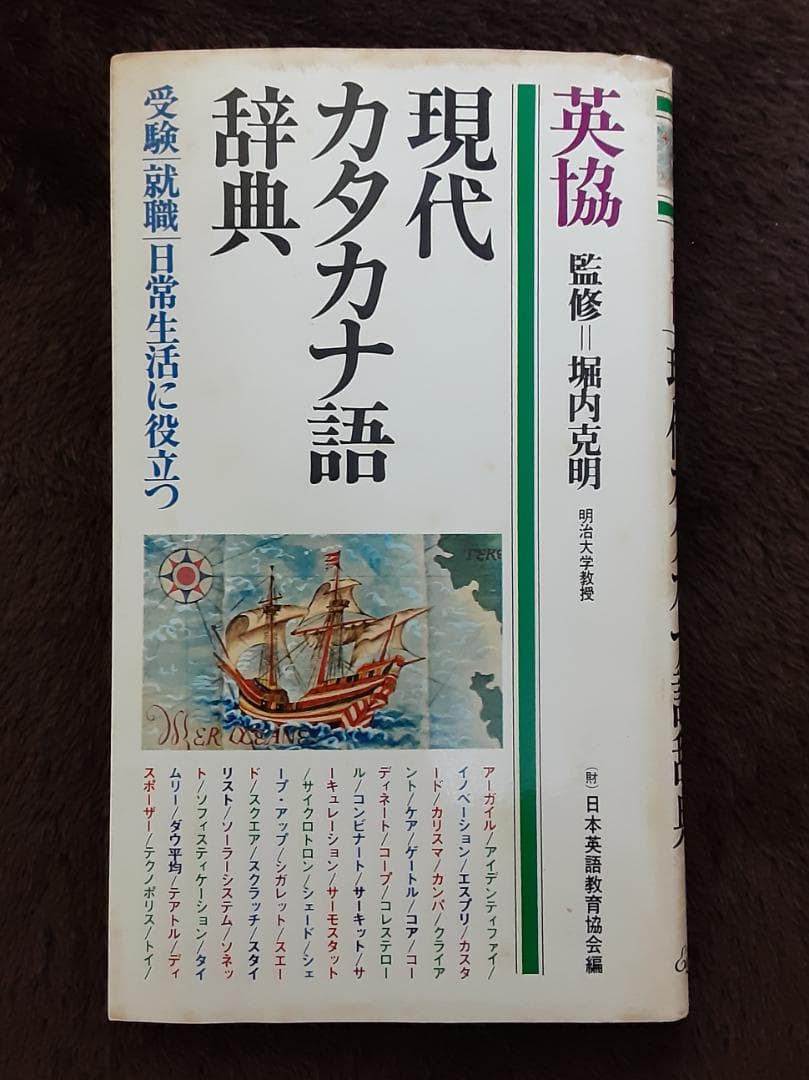 英協
監修=堀内克明
明治大学教授
(財)日本英語教育協会編
現代
カタカナ語
辞典
受験|就職|日常生活に役立つ
TERR
MER OCEANE
アーガイル/アイデンティファイ/
イノベーション/エスプリ/カスタ
ード/カリスマ/カンバ/クライア
ント/ケア/ゲートル/コア/コー
ディネート/コープ/コレステロー
ル/コンビナート/サーキット/サ
ーキュレーション/サーモスタット
/サイクロトロン/シェード/シェ
ープ・アップ/シガレット/スエー
ド/スクエア/スクラッチ/スタイ
リスト/ソーラーシステム/ソネッ
ト/ソフィスティケーション/タイ
ムリー/ダウ平均/テアトル/ディ
スポーザー/テクノポリス/トイ/